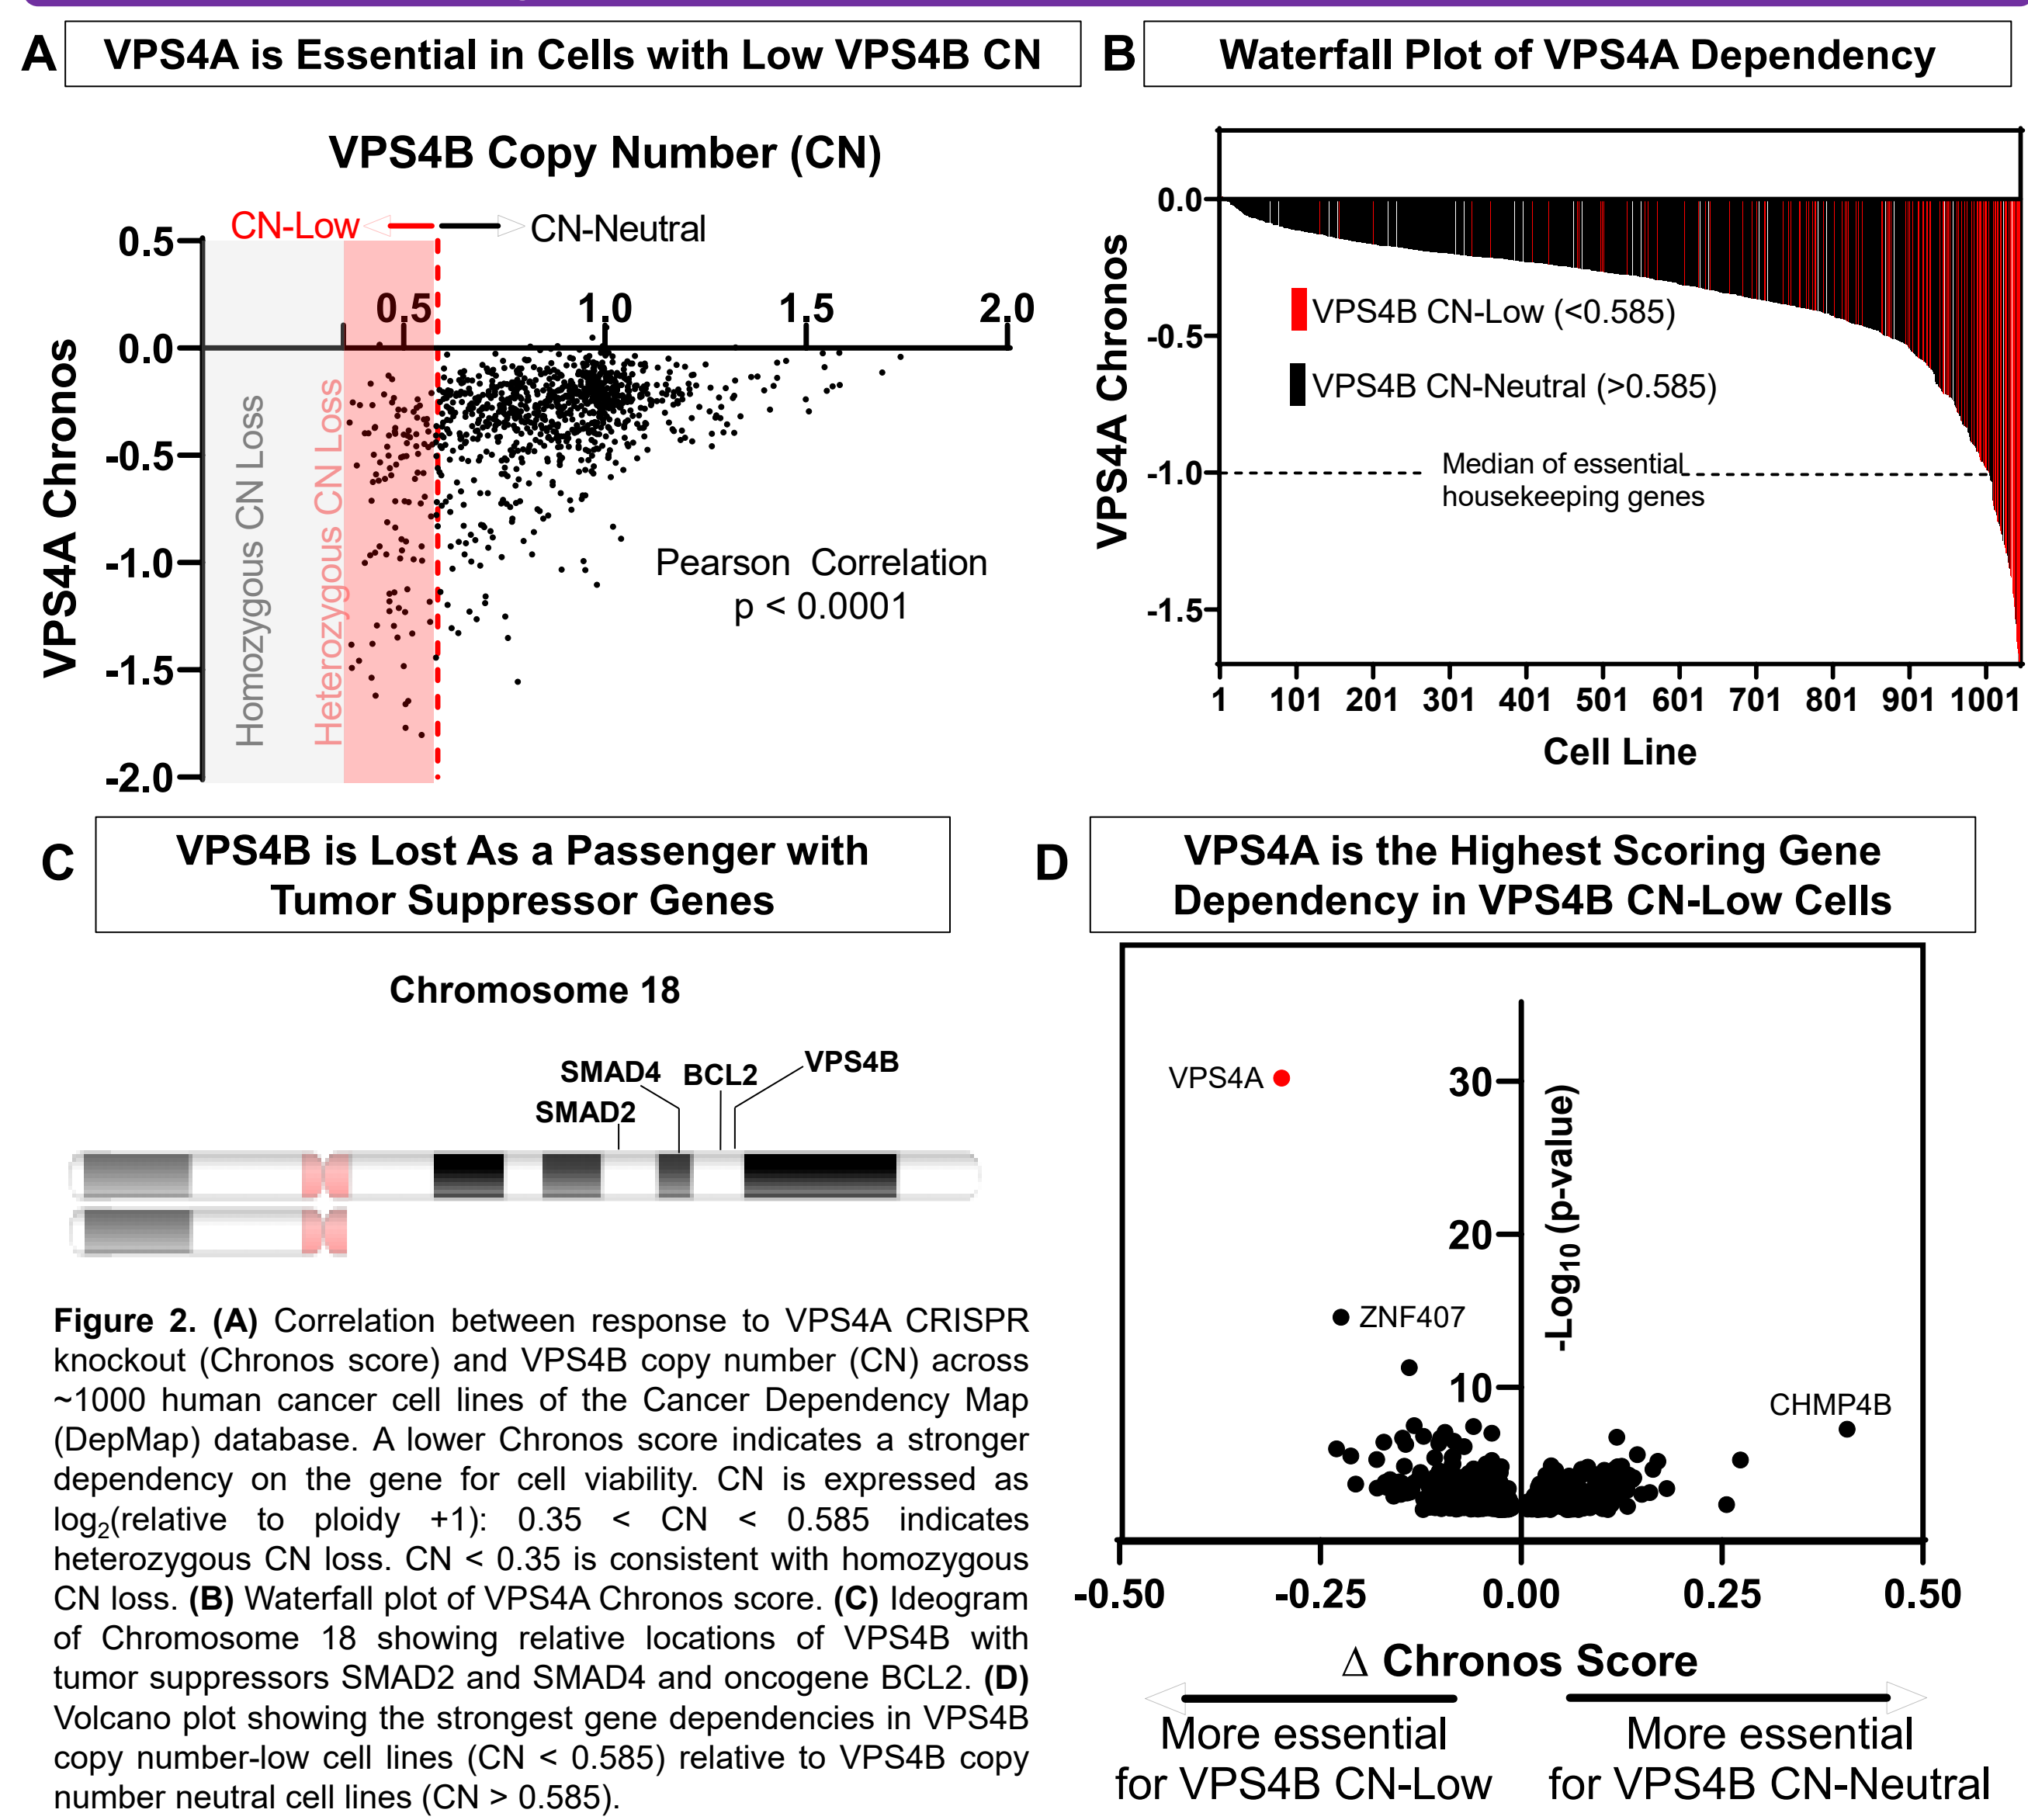 A
VPS4A is Essential in Cells with Low VPS4B CN
VPS4B Copy Number (CN)
CN-Low
CN-Neutral
0.5
0.0
-0.5
-1.0
-1.5
-2.0
0.5
1.0
1.5
2.0
VPS4A Chronos
Homozygous CN Loss
Heterozygous CN Loss
Pearson Correlation
p < 0.0001
B
Waterfall Plot of VPS4A Dependency
0.0
-0.5
-1.0
-1.5
VPS4A Chronos
VPS4B CN-Low (<0.585)
VPS4B CN-Neutral (>0.585)
Median of essential
housekeeping genes
1 101 201 301 401 501 601 701 801 901 1001
Cell Line
C
VPS4B is Lost As a Passenger with
Tumor Suppressor Genes
Chromosome 18
SMAD2
SMAD4
BCL2
VPS4B
Figure 2. (A) Correlation between response to VPS4A CRISPR
knockout (Chronos score) and VPS4B copy number (CN) across
~1000 human cancer cell lines of the Cancer Dependency Map
(DepMap) database. A lower Chronos score indicates a stronger
dependency on the gene for cell viability. CN is expressed as
log₂(relative to ploidy +1): 0.35 < CN < 0.585 indicates
heterozygous CN loss. CN < 0.35 is consistent with homozygous
CN loss. (B) Waterfall plot of VPS4A Chronos score. (C) Ideogram
of Chromosome 18 showing relative locations of VPS4B with
tumor suppressors SMAD2 and SMAD4 and oncogene BCL2. (D)
Volcano plot showing the strongest gene dependencies in VPS4B
copy number-low cell lines (CN < 0.585) relative to VPS4B copy
number neutral cell lines (CN > 0.585).
D
VPS4A is the Highest Scoring Gene
Dependency in VPS4B CN-Low Cells
VPS4A
ZNF407
CHMP4B
30
20
10
-Log₁₀ (p-value)
-0.50 -0.25 0.00 0.25 0.50
Δ Chronos Score
More essential
for VPS4B CN-Low
More essential
for VPS4B CN-Neutral